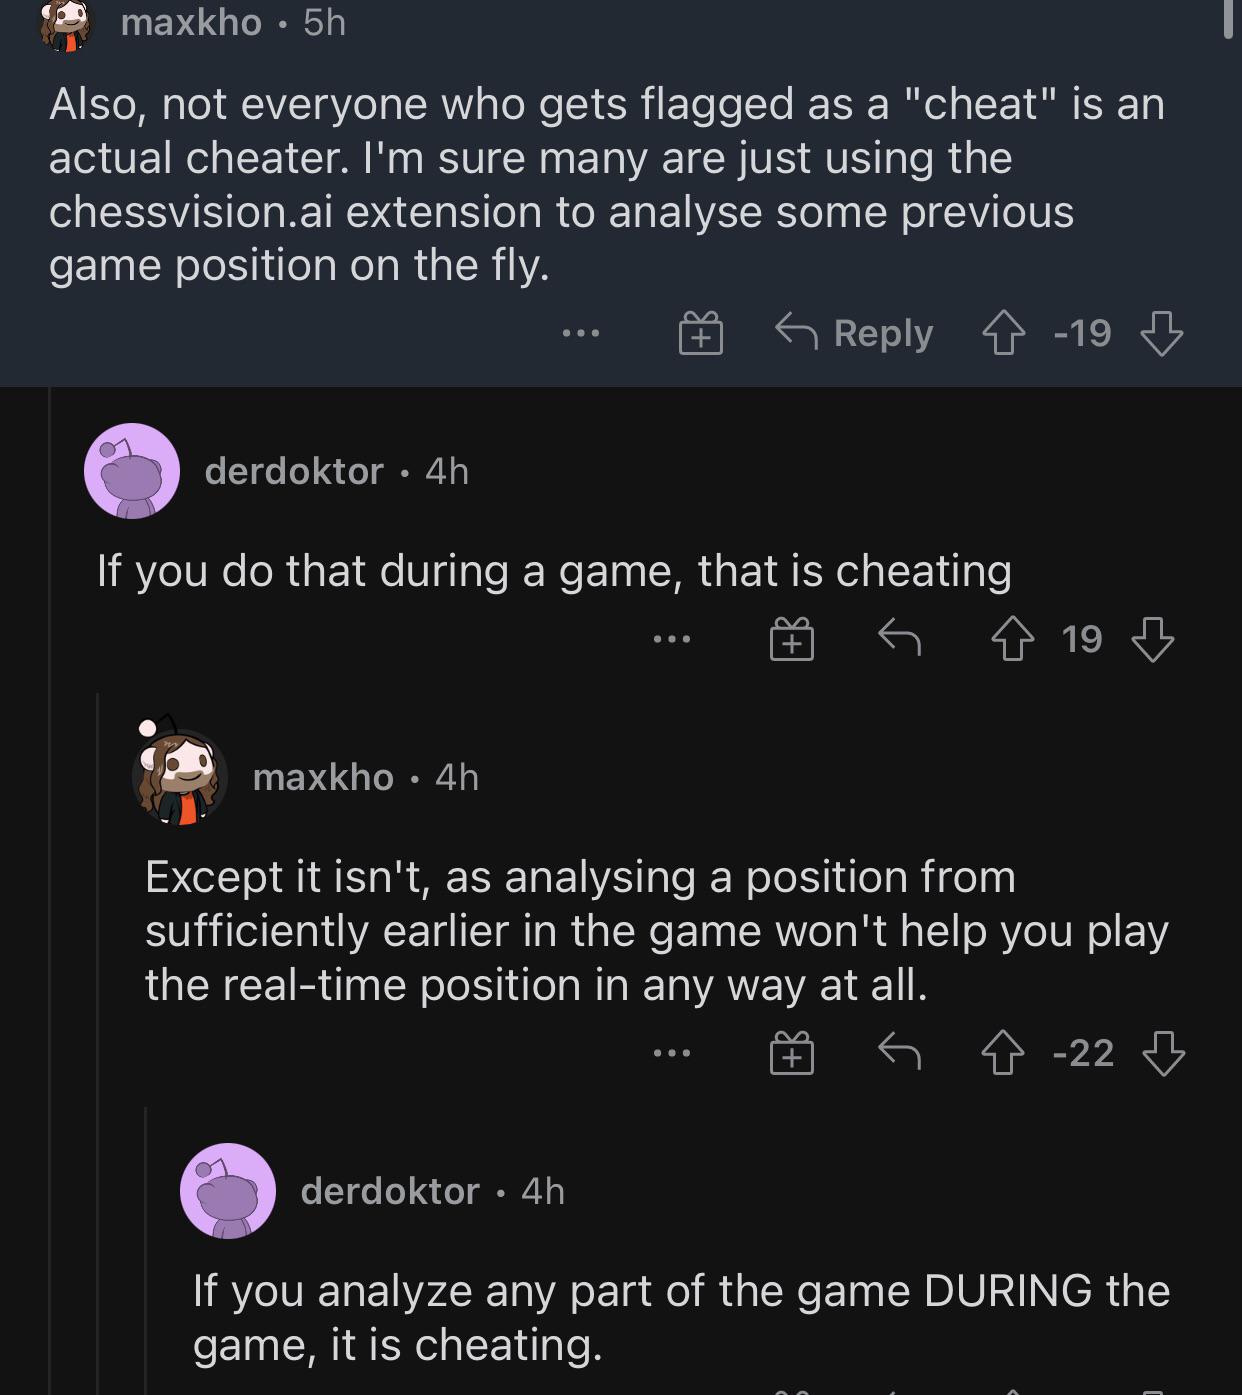 maxkho • 5h
Also, not everyone who gets flagged as a "cheat" is an
actual cheater. I'm sure many are just using the
chessvision.ai extension to analyse some previous
game position on the fly.
Reply -19
derdoktor • 4h
If you do that during a game, that is cheating
19
maxkho • 4h
Except it isn't, as analysing a position from
sufficiently earlier in the game won't help you play
the real-time position in any way at all.
-22
derdoktor • 4h
If you analyze any part of the game DURING the
game, it is cheating.